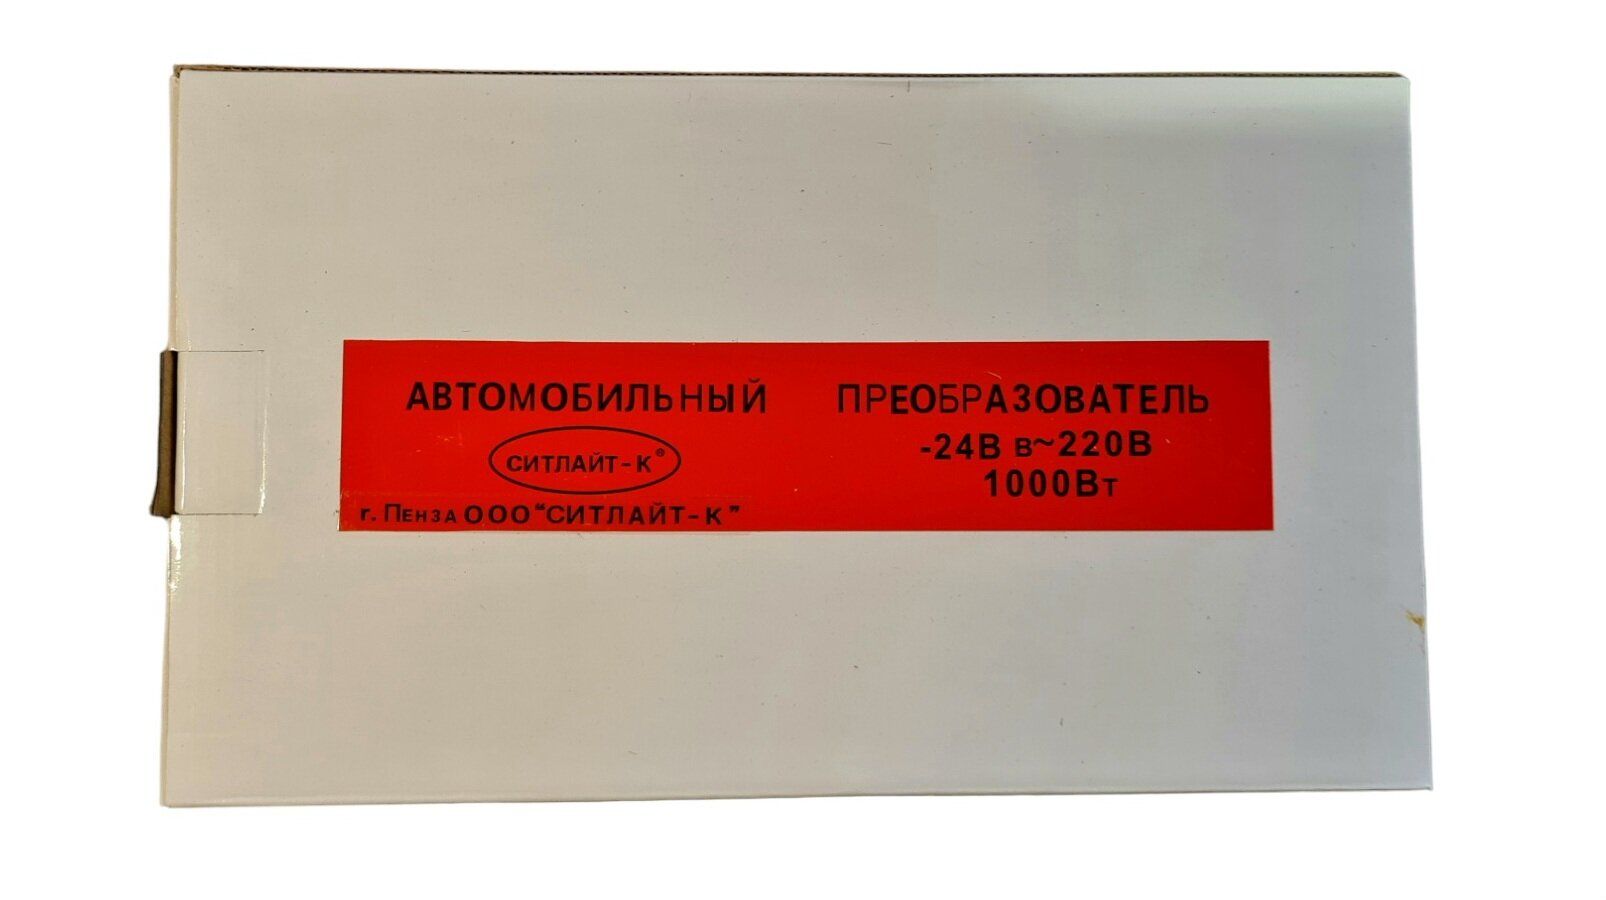 АВТОМОБИЛЬНЫЙ ПРЕОБРАЗОВАТЕЛЬ
СИТЛАЙТ-К®
-24В в~220В
1000Вт
г. Пенза ООО "СИТЛАЙТ-К"